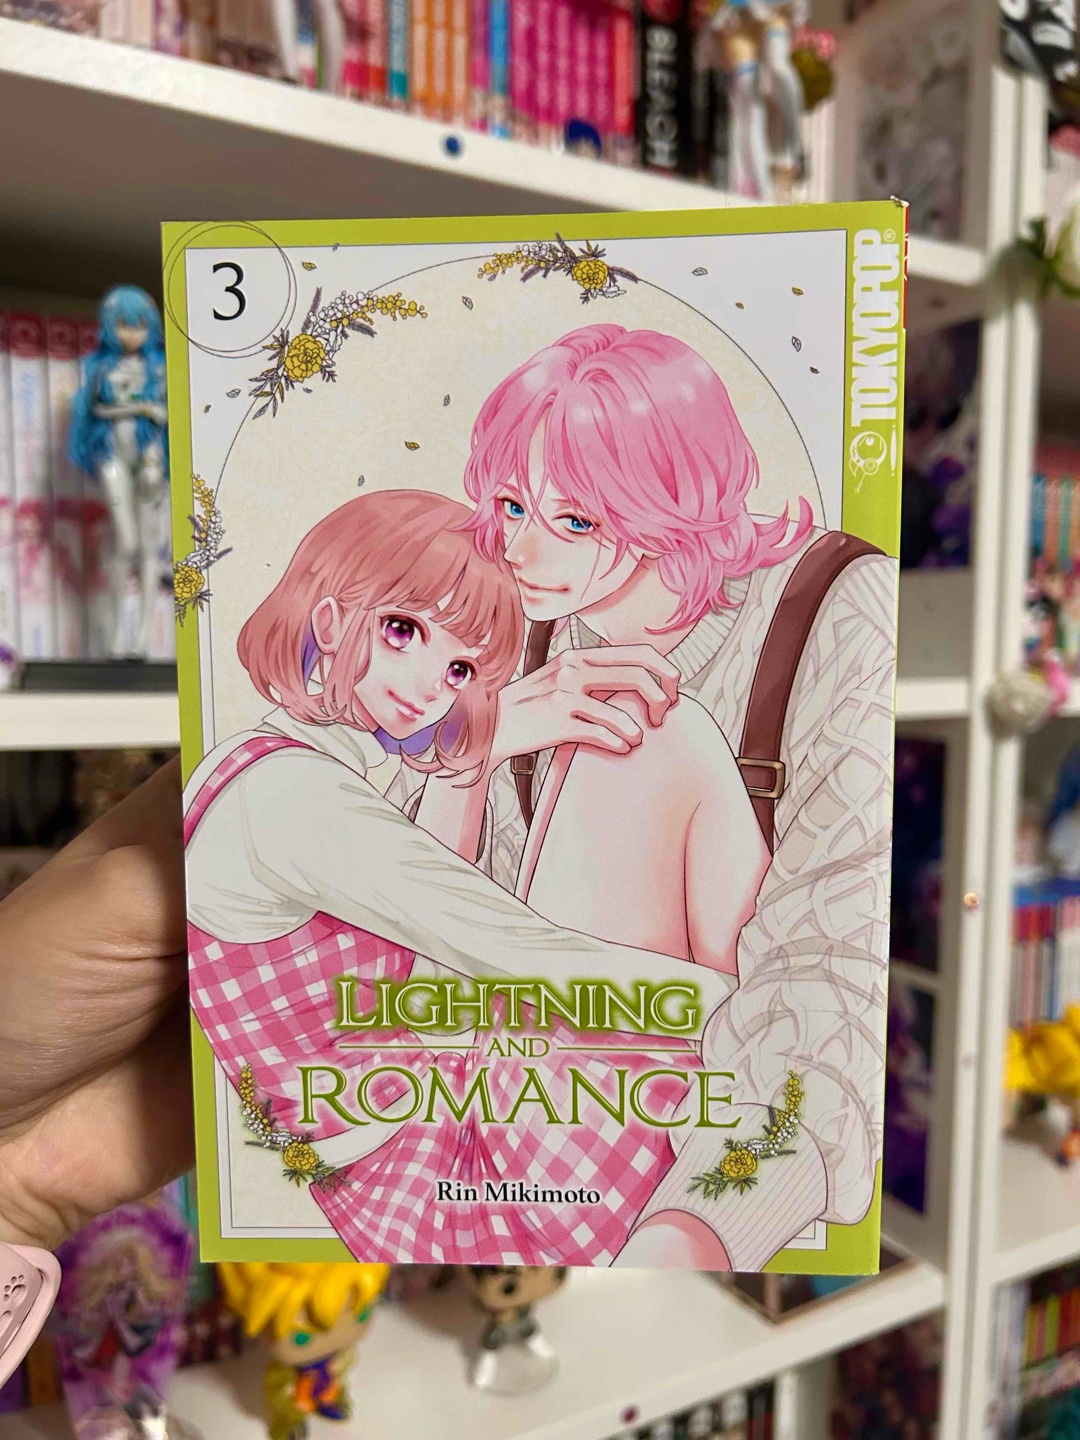 BLEACH
3
TOKYOPOP®
LIGHTNING
AND
ROMANCE
Rin Mikimoto